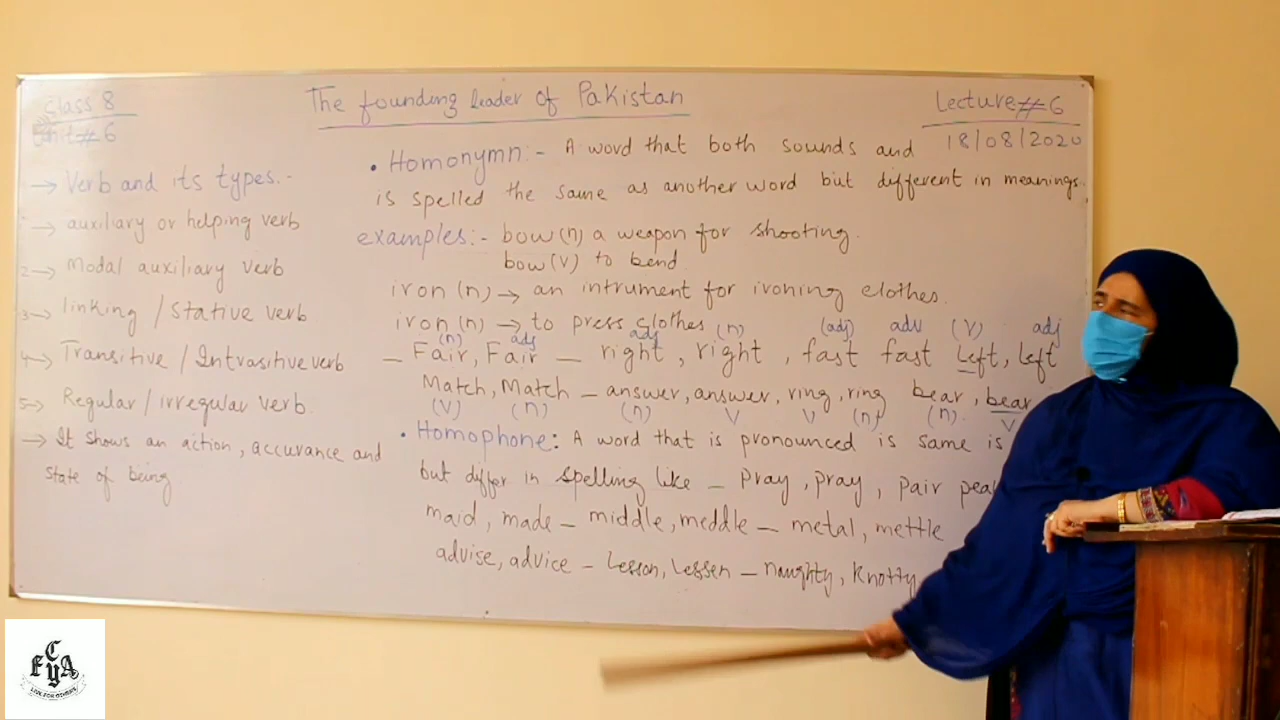 Class 8
Unit # 6
The founding leader of Pakistan
Lecture # 6
18/08/2020
→ Verb and its types.-
1 → auxiliary or helping verb
2 → Modal auxiliary verb
3 → linking / Stative verb
4 → Transitive / Intrasitive verb
5 → Regular / irregular verb.
→ It shows an action, accurance and
state of being
• Homonymn:- A word that both sounds and
is spelled the same as another word but different in meanings.
examples:- bow (n) a weapon for shooting.
bow (v) to bend
iron (n) → an intrument for ironing clothes.
iron (n) → to press clothes
(n) adj adj (n) (adj) adv (V) adj
– Fair, Fair – right, right, fast fast Left, left
Match, Match – answer, answer, ring, ring bear, bear
(V) (n) (n) V V (n) (n). V
• Homophone: A word that is pronounced is same is
but differ in spelling like – pray, pray, pair pea
maid, made – middle, meddle – metal, mettle
advise, advice – Lesson, Lessen – naughty, knotty
C
F Y A
LIVE FOR OTHERS